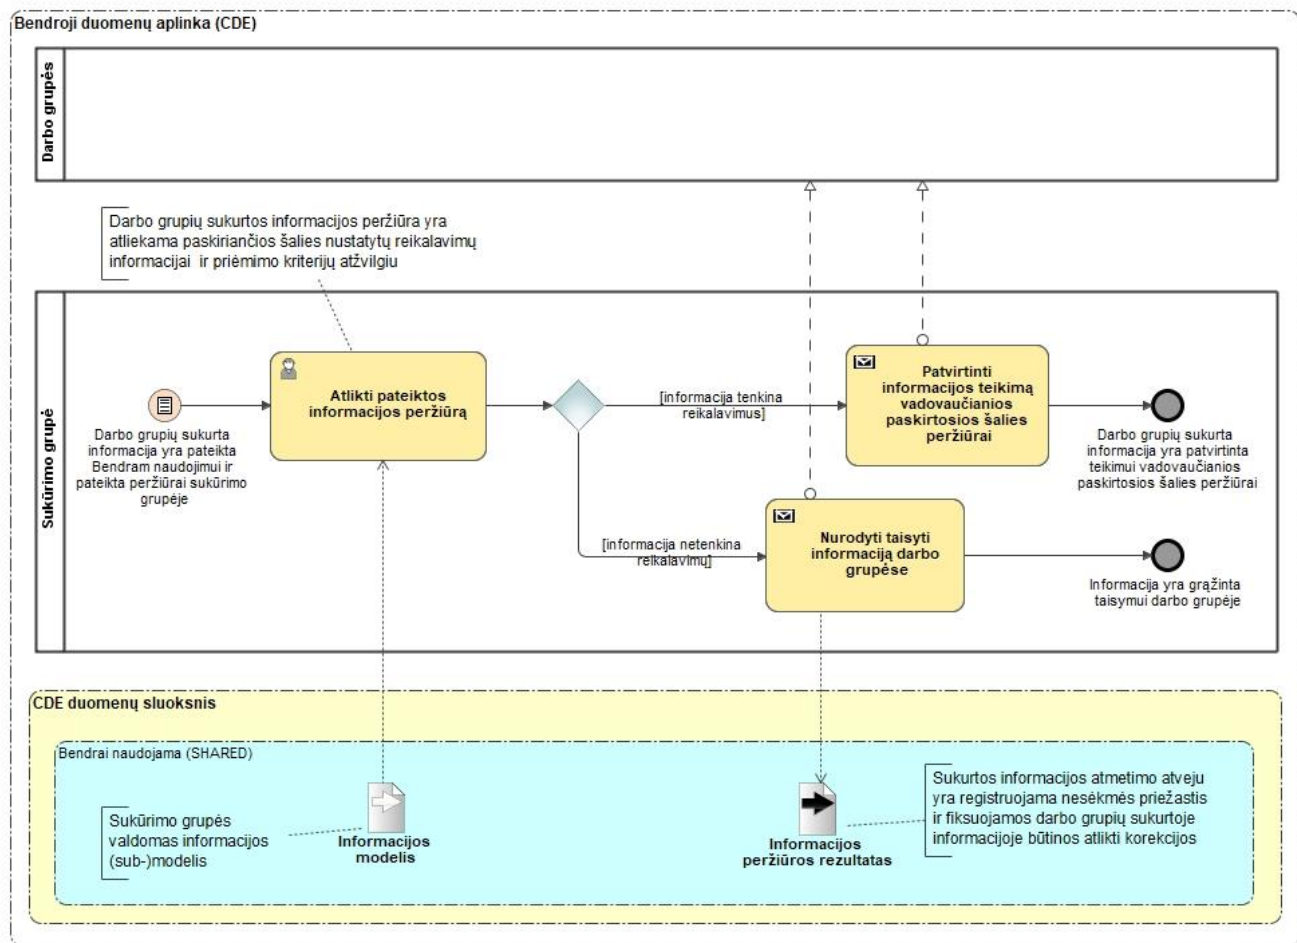 Bendroji duomenų aplinka (CDE)
Darbo grupės
Darbo grupių sukurtos informacijos peržiūra yra
atliekama paskiriančios šalies nustatytų reikalavimų
informacijai ir priėmimo kriterijų atžvilgiu
Sukūrimo grupė
Darbo grupių sukurta
informacija yra pateikta
Bendram naudojimui ir
pateikta peržiūrai sukūrimo
grupėje
Atlikti pateiktos
informacijos peržiūrą
[informacija tenkina
reikalavimus]
Patvirtinti
informacijos teikimą
vadovaučianios
paskirtosios šalies
peržiūrai
Darbo grupių sukurta
informacija yra patvirtinta
teikimui vadovaučianios
paskirtosios šalies peržiūrai
[informacija netenkina
reikalavimų]
Nurodyti taisyti
informaciją darbo
grupėse
Informacija yra grąžinta
taisymui darbo grupėje
CDE duomenų sluoksnis
Bendrai naudojama (SHARED)
Sukūrimo grupės
valdomas informacijos
(sub-)modelis
Informacijos
modelis
Informacijos
peržiūros rezultatas
Sukurtos informacijos atmetimo atveju
yra registruojama nesėkmės priežastis
ir fiksuojamos darbo grupių sukurtoje
informacijoje būtinos atlikti korekcijos